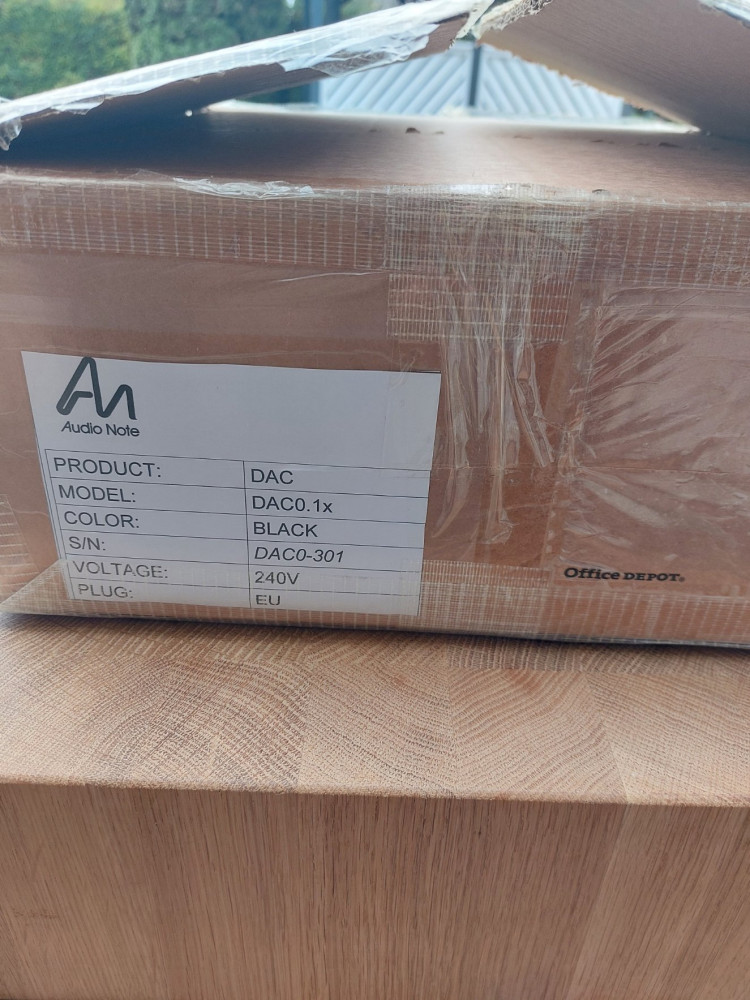 An
Audio Note
PRODUCT: DAC
MODEL: DAC0.1x
COLOR: BLACK
S/N: DAC0-301
VOLTAGE: 240V
PLUG: EU
Office DEPOT®